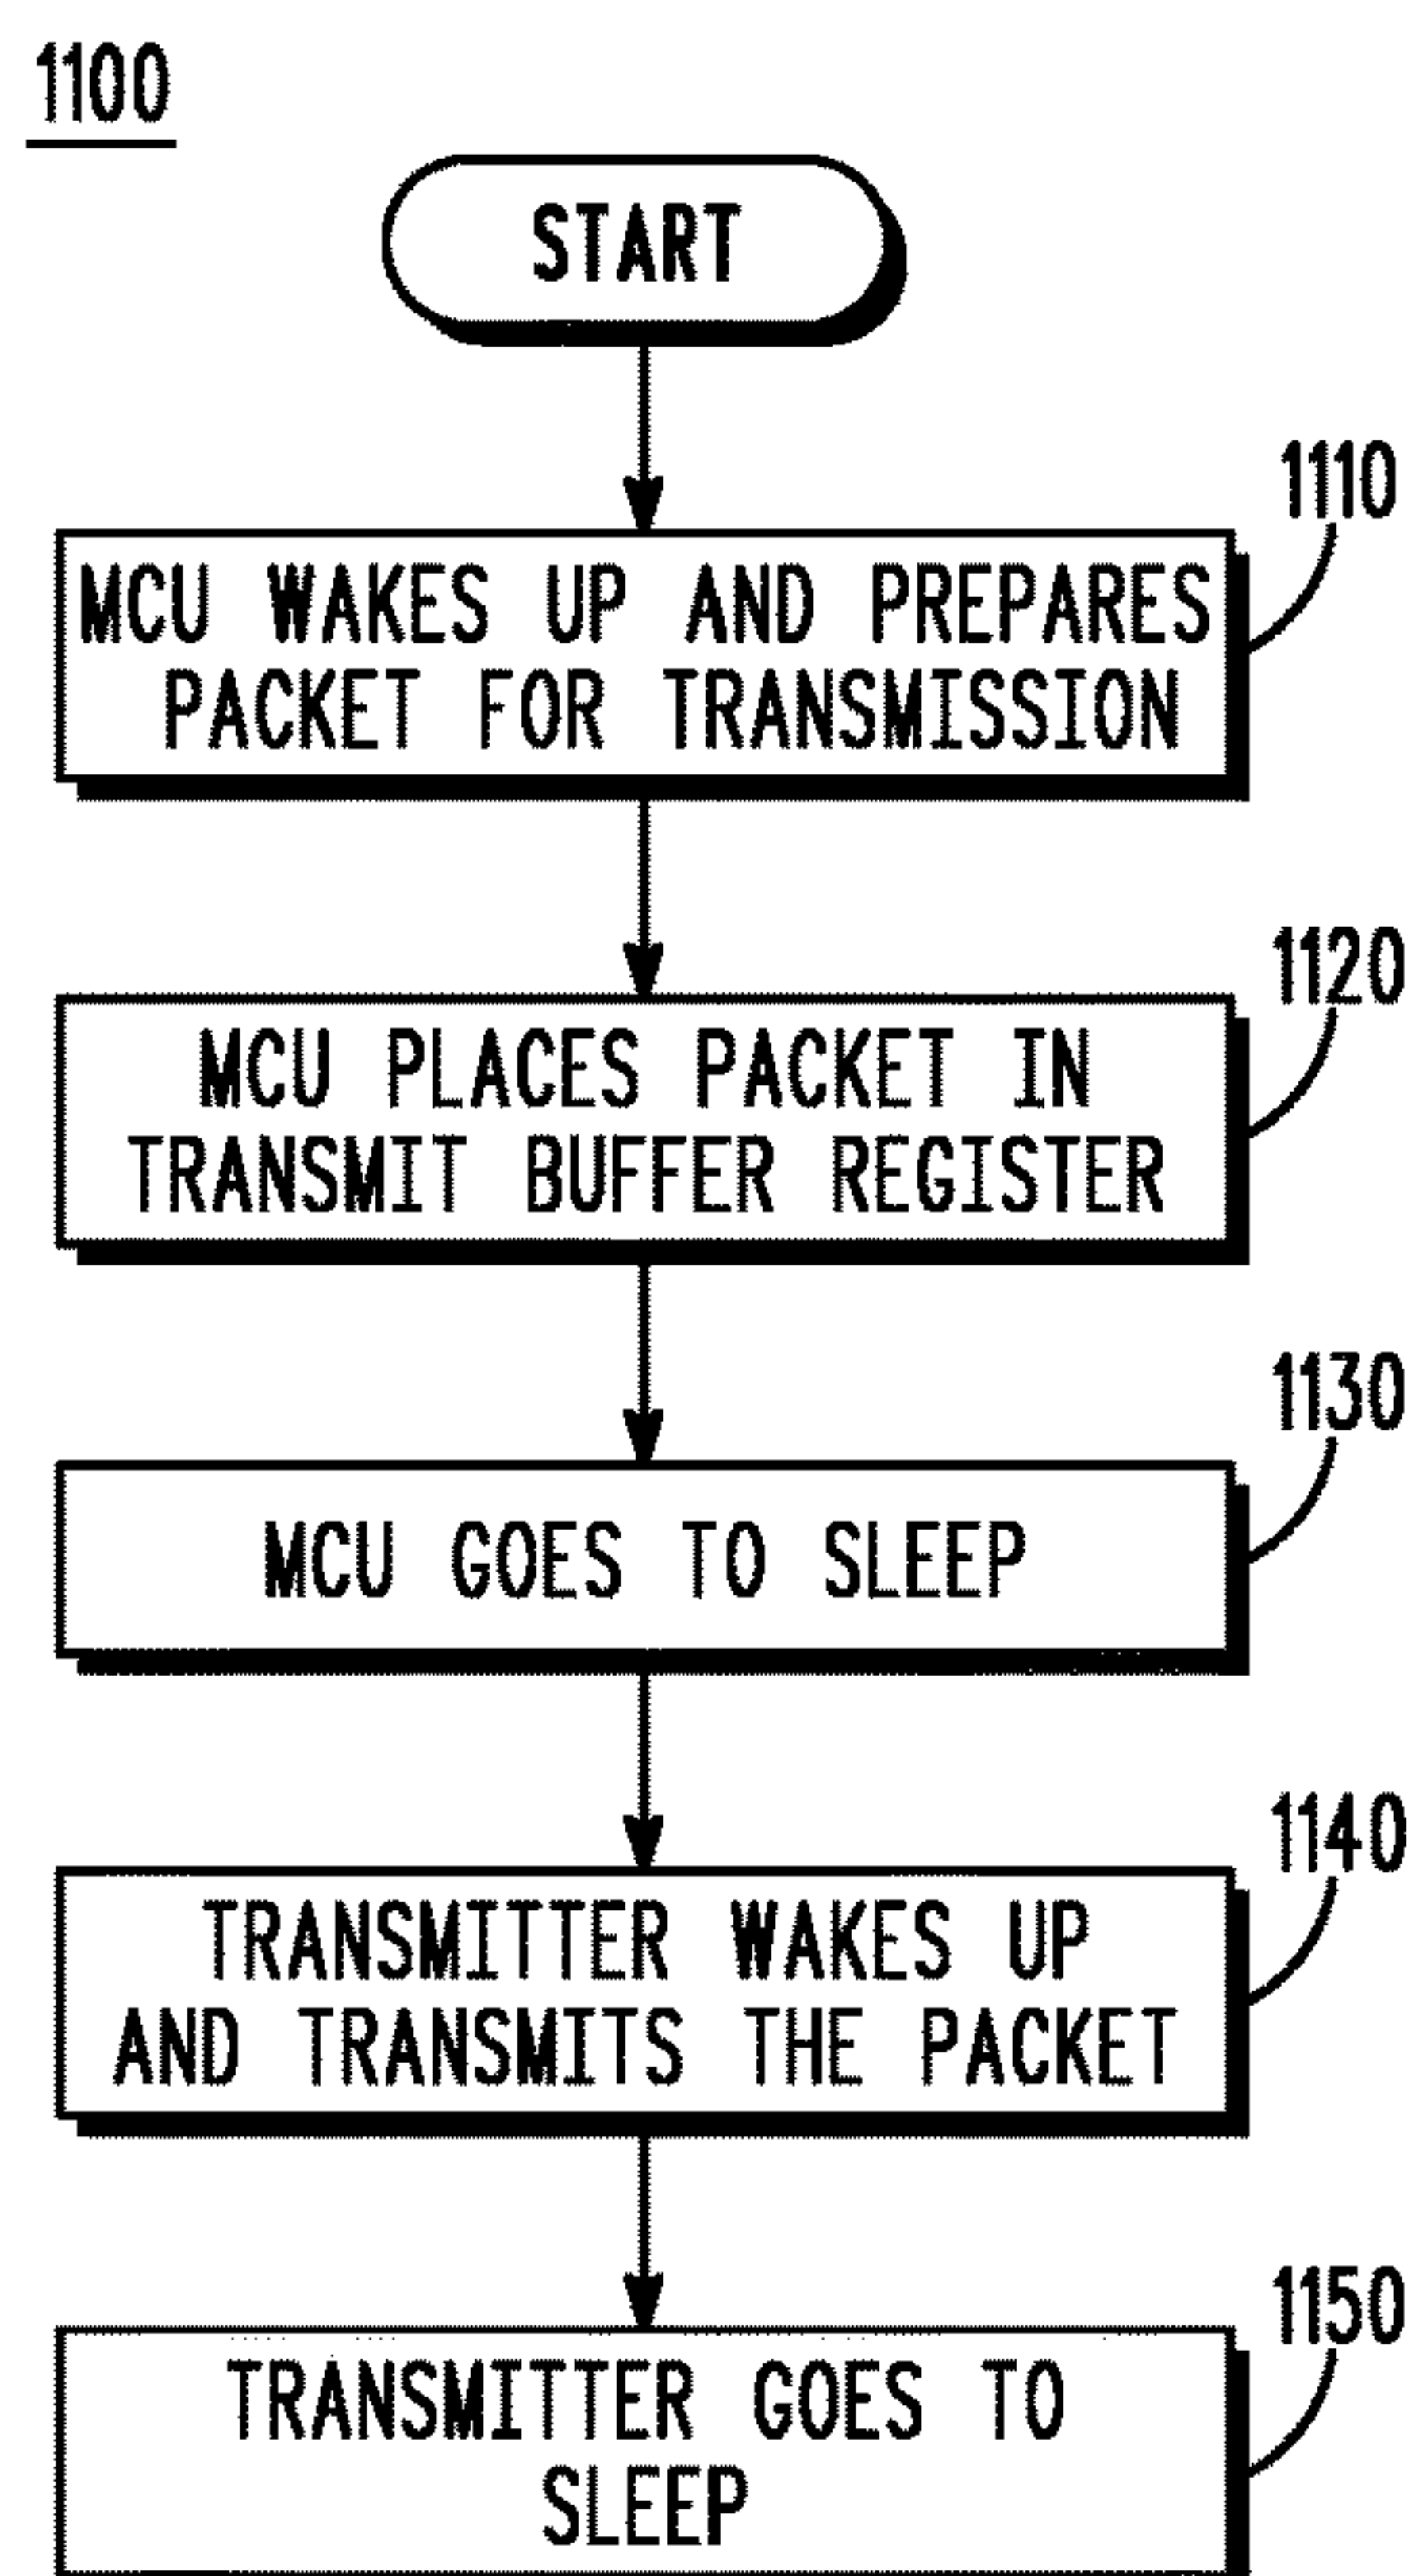 1100
START
1110
MCU WAKES UP AND PREPARES
PACKET FOR TRANSMISSION
1120
MCU PLACES PACKET IN
TRANSMIT BUFFER REGISTER
1130
MCU GOES TO SLEEP
1140
TRANSMITTER WAKES UP
AND TRANSMITS THE PACKET
1150
TRANSMITTER GOES TO
SLEEP